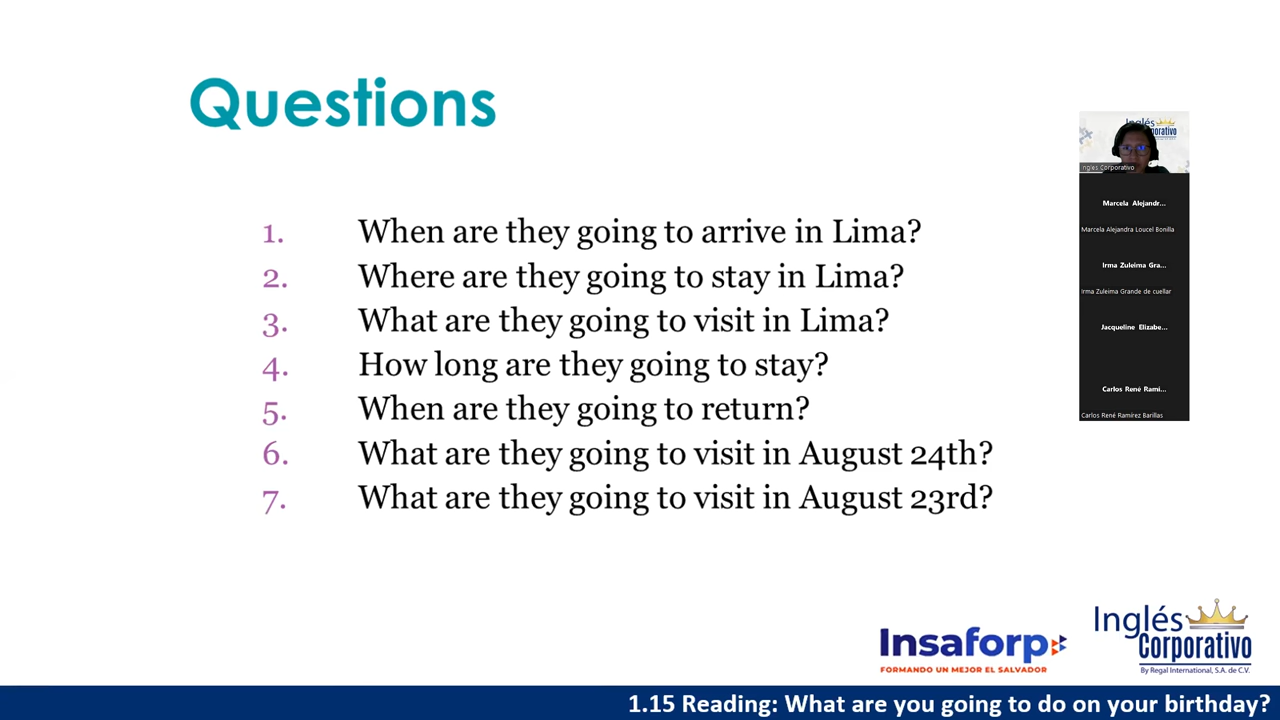 Questions
1. When are they going to arrive in Lima?
2. Where are they going to stay in Lima?
3. What are they going to visit in Lima?
4. How long are they going to stay?
5. When are they going to return?
6. What are they going to visit in August 24th?
7. What are they going to visit in August 23rd?
Inglés
Corporativo
Inglés Corporativo
Marcela Alejandr...
Marcela Alejandra Loucel Bonilla
Irma Zuleima Gra...
Irma Zuleima Grande de cuellar
Jacqueline Elizabe...
Carlos René Rami...
Carlos René Ramírez Barillas
Insaforp
FORMANDO UN MEJOR EL SALVADOR
Inglés
Corporativo
By Regal International, S.A. de C.V.
1.15 Reading: What are you going to do on your birthday?